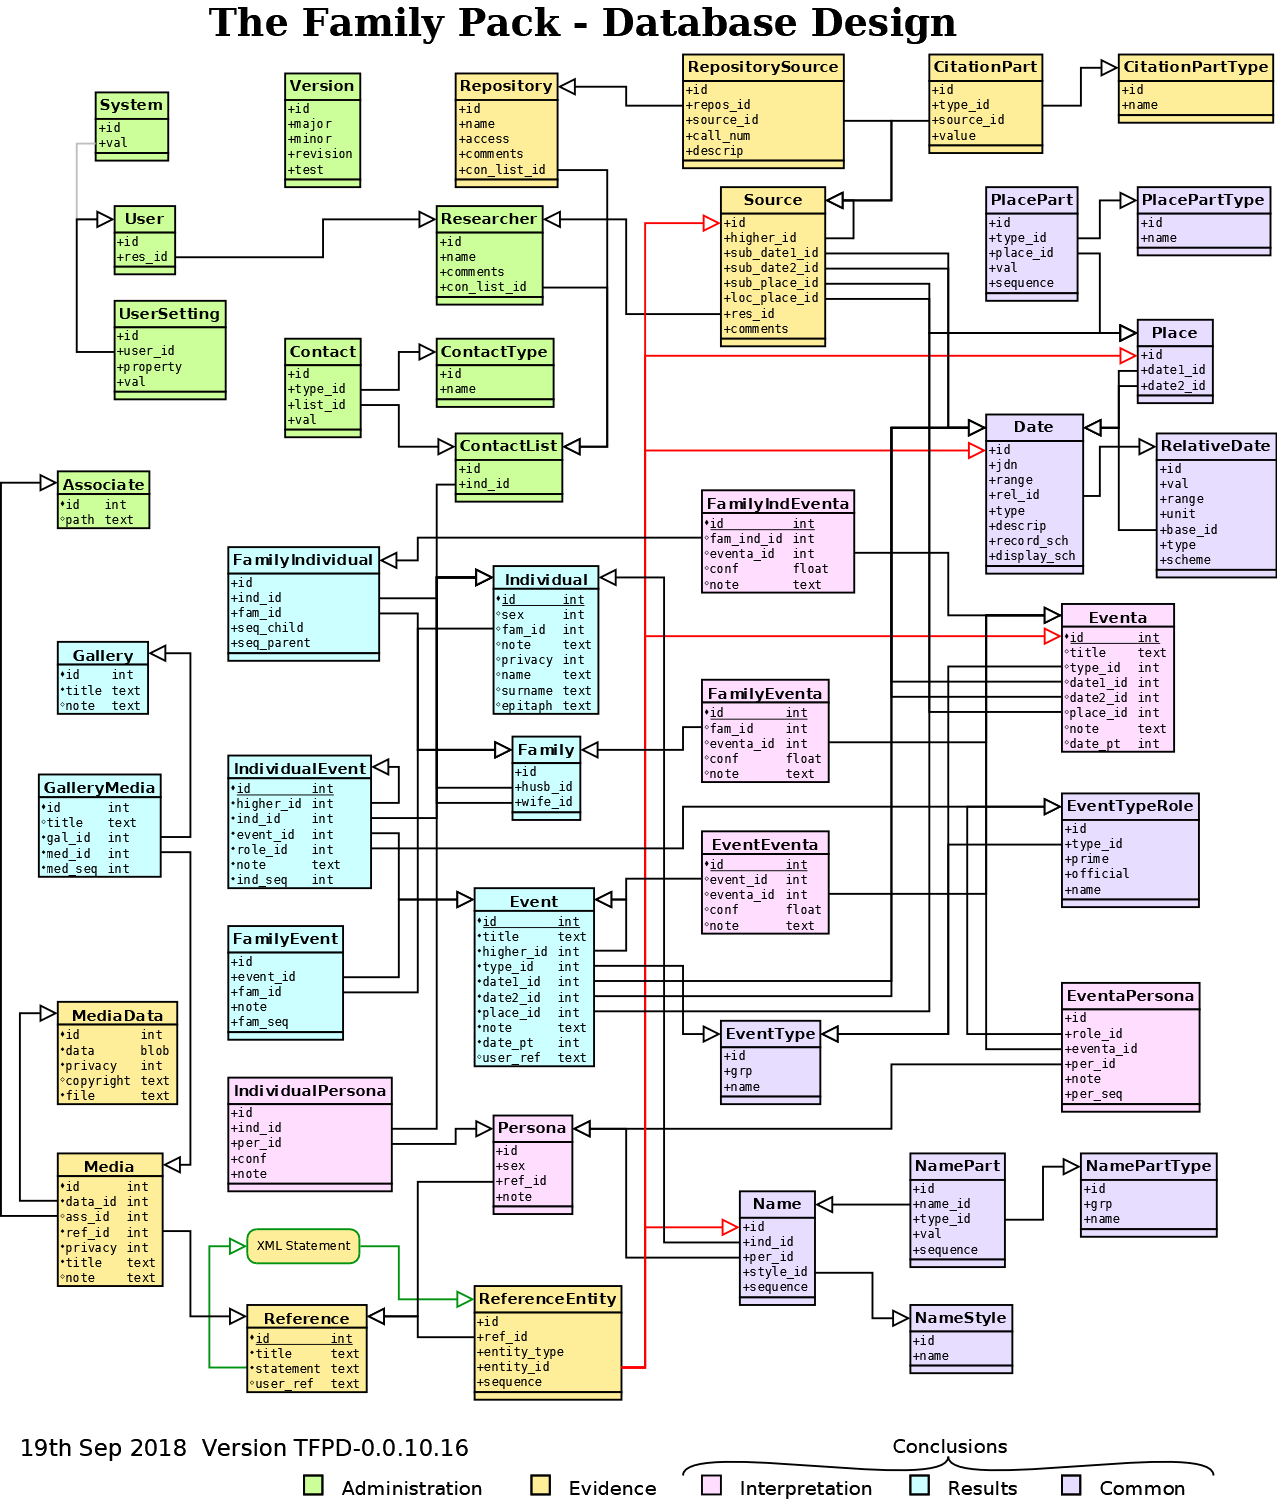 The Family Pack - Database Design
System
+id
+val
Version
+id
+major
+minor
+revision
+test
Repository
+id
+name
+access
+comments
+con_list_id
RepositorySource
+id
+repos_id
+source_id
+call_num
+descrip
CitationPart
+id
+type_id
+source_id
+value
CitationPartType
+id
+name
User
+id
+res_id
Researcher
+id
+name
+comments
+con_list_id
Source
+id
+higher_id
+sub_date1_id
+sub_date2_id
+sub_place_id
+loc_place_id
+res_id
+comments
PlacePart
+id
+type_id
+place_id
+val
+sequence
PlacePartType
+id
+name
UserSetting
+id
+user_id
+property
+val
Contact
+id
+type_id
+list_id
+val
ContactType
+id
+name
Place
+id
+date1_id
+date2_id
ContactList
+id
+ind_id
Date
+id
+jdn
+range
+rel_id
+type
+descrip
+record_sch
+display_sch
RelativeDate
+id
+val
+range
+unit
+base_id
+type
+scheme
Associate
id int
path text
FamilyIndEventa
id int
fam_ind_id int
eventa_id int
conf float
note text
FamilyIndividual
+id
+ind_id
+fam_id
+seq_child
+seq_parent
Individual
id int
sex int
fam_id int
note text
privacy int
name text
surname text
epitaph text
Eventa
id int
title text
type_id int
date1_id int
date2_id int
place_id int
note text
date_pt int
Gallery
id int
title text
note text
FamilyEventa
id int
fam_id int
eventa_id int
conf float
note text
Family
+id
+husb_id
+wife_id
IndividualEvent
id int
higher_id int
ind_id int
event_id int
role_id int
note text
ind_seq int
GalleryMedia
id int
title text
gal_id int
med_id int
med_seq int
EventTypeRole
+id
+type_id
+prime
+official
+name
EventEventa
id int
event_id int
eventa_id int
conf float
note text
Event
id int
title text
higher_id int
type_id int
date1_id int
date2_id int
place_id int
note text
date_pt int
user_ref text
FamilyEvent
+id
+event_id
+fam_id
+note
+fam_seq
EventaPersona
+id
+role_id
+eventa_id
+per_id
+note
+per_seq
MediaData
id int
data blob
privacy int
copyright text
file text
EventType
+id
+grp
+name
IndividualPersona
+id
+ind_id
+per_id
+conf
+note
Persona
+id
+sex
+ref_id
+note
Media
id int
data_id int
ass_id int
ref_id int
privacy int
title text
note text
NamePart
+id
+name_id
+type_id
+val
+sequence
NamePartType
+id
+grp
+name
Name
+id
+ind_id
+per_id
+style_id
+sequence
XML Statement
ReferenceEntity
+id
+ref_id
+entity_type
+entity_id
+sequence
Reference
id int
title text
statement text
user_ref text
NameStyle
+id
+name
19th Sep 2018 Version TFPD-0.0.10.16
Conclusions
Administration
Evidence
Interpretation
Results
Common